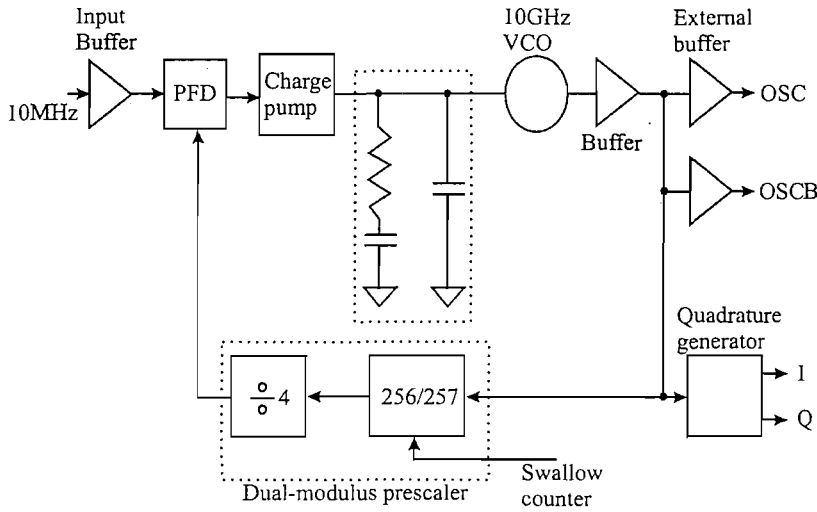 Input
Buffer
10MHz
PFD
Charge
pump
10GHz
VCO
Buffer
External
buffer
OSC
OSCB
Quadrature
generator
I
Q
÷ 4
256/257
Swallow
counter
Dual-modulus prescaler